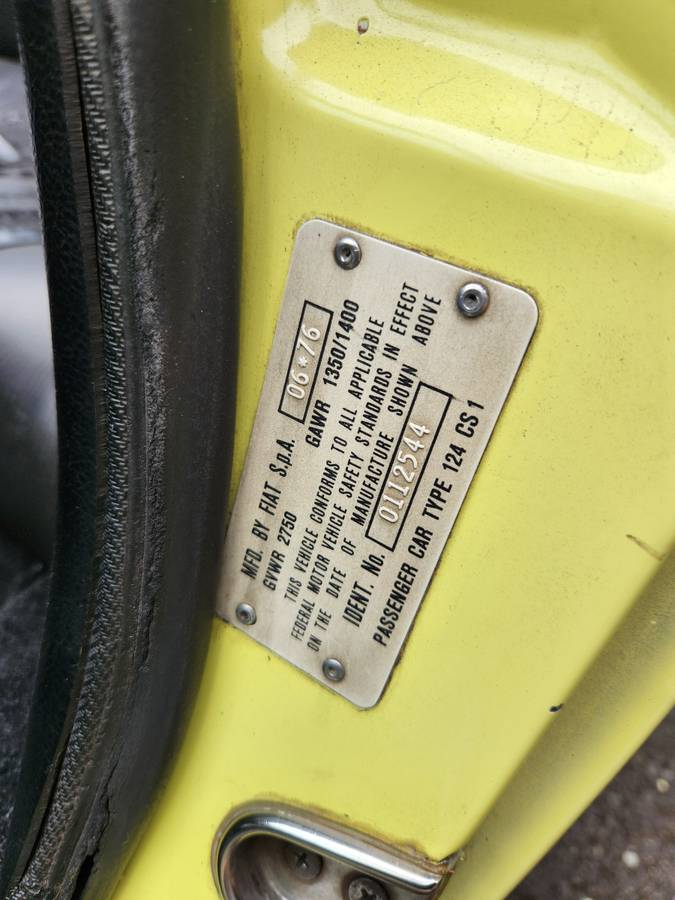 MFD. BY FIAT S.p.A. 06*76
GVWR 2750 GAWR 1350/1400
THIS VEHICLE CONFORMS TO ALL APPLICABLE
FEDERAL MOTOR VEHICLE SAFETY STANDARDS IN EFFECT
ON THE DATE OF MANUFACTURE SHOWN ABOVE
IDENT. No. 0112544
PASSENGER CAR TYPE 124 CS 1